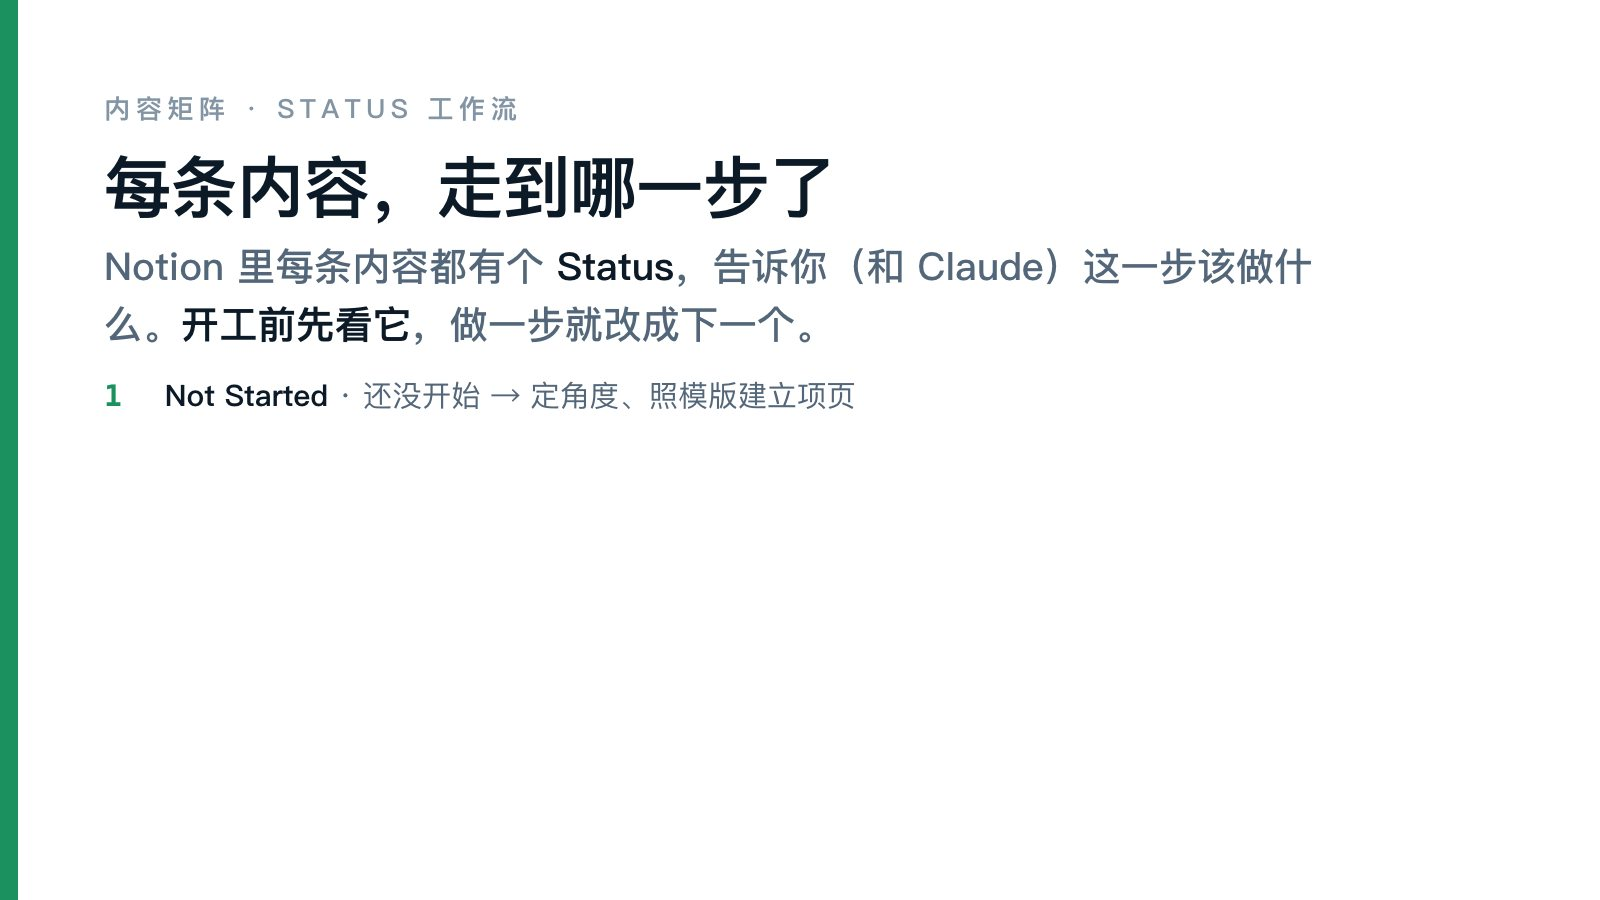 内容矩阵 · STATUS 工作流
每条内容，走到哪一步了
Notion 里每条内容都有个 Status，告诉你（和 Claude）这一步该做什
么。开工前先看它，做一步就改成下一个。
1 Not Started · 还没开始 → 定角度、照模版建立项页